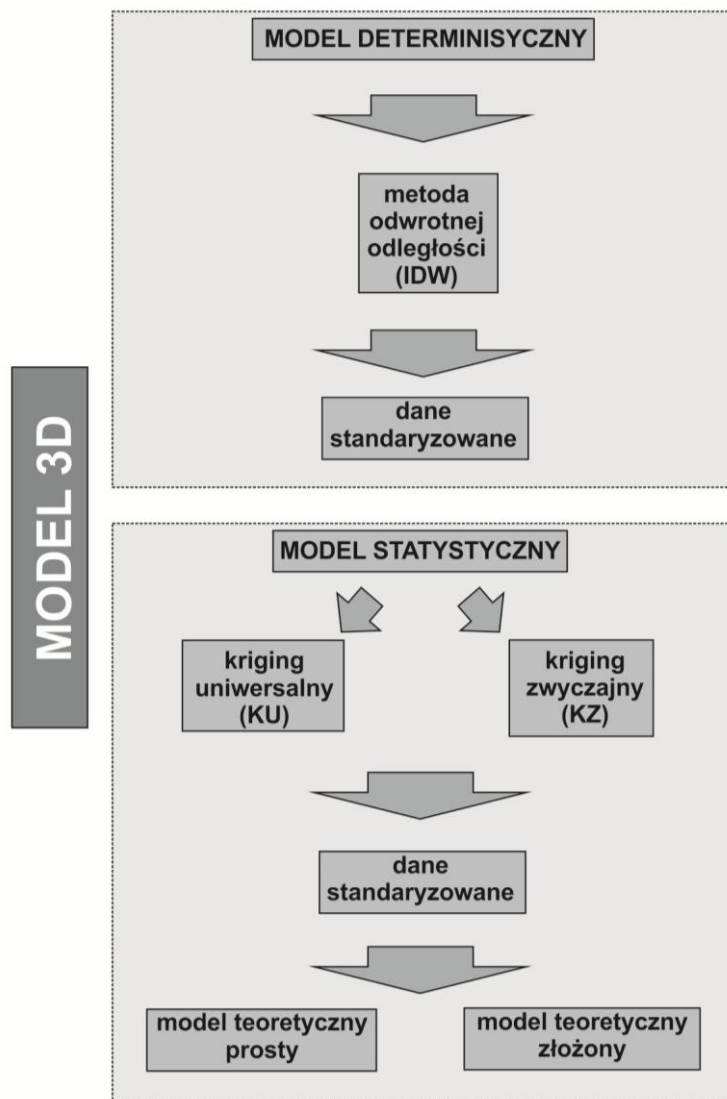 MODEL 3D
MODEL DETERMINISYCZNY
metoda
odwrotnej
odległości
(IDW)
dane
standaryzowane
MODEL STATYSTYCZNY
kriging
uniwersalny
(KU)
kriging
zwyczajny
(KZ)
dane
standaryzowane
model teoretyczny
prosty
model teoretyczny
złożony